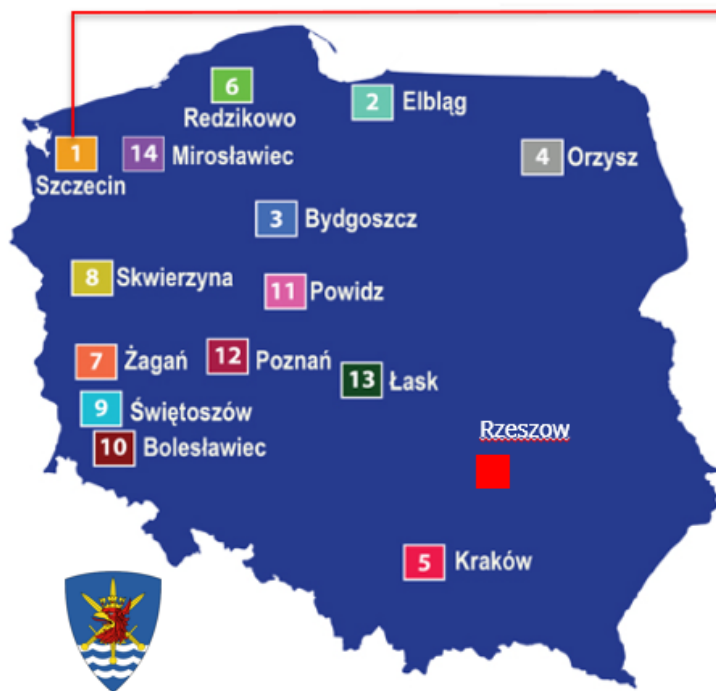 6
Redzikowo
2 Elbląg
1
Szczecin
14 Mirosławiec
4 Orzysz
3 Bydgoszcz
8 Skwierzyna
11 Powidz
7 Żagań
12 Poznań
13 Łask
9 Świętoszów
10 Bolesławiec
Rzeszow
5 Kraków